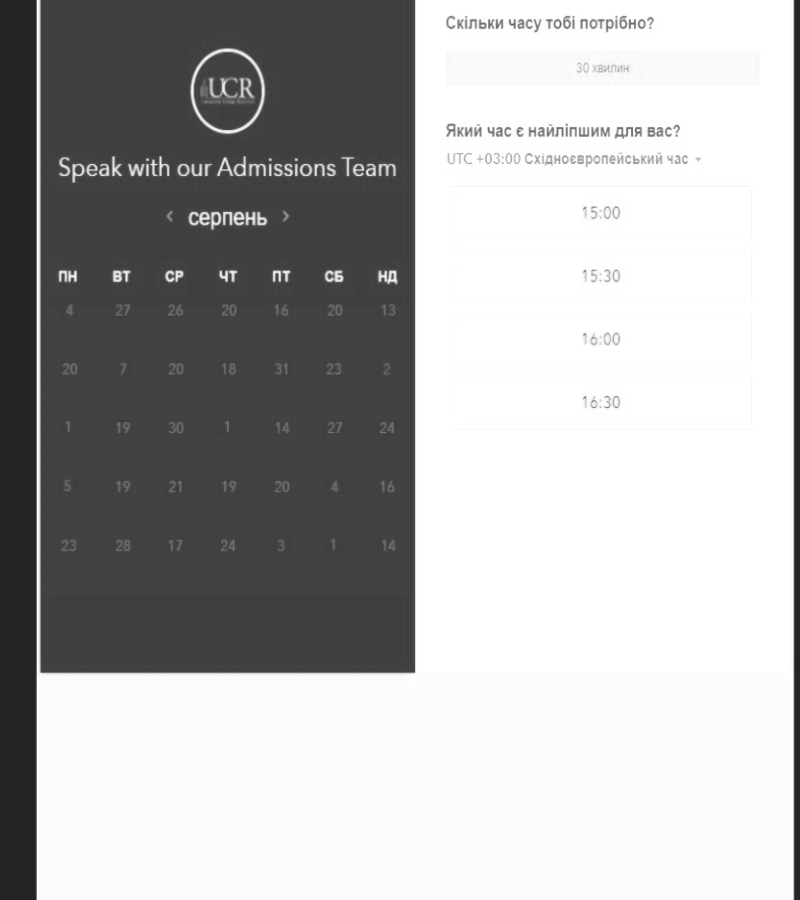 UCR
Speak with our Admissions Team
‹ серпень ›
ПН ВТ СР ЧТ ПТ СБ НД
4 27 26 20 16 20 13
20 7 20 18 31 23 2
1 19 30 1 14 27 24
5 19 21 19 20 4 16
23 28 17 24 3 1 14
Скільки часу тобі потрібно?
30 хвилин
Який час є найліпшим для вас?
UTC +03:00 Східноєвропейський час
15:00
15:30
16:00
16:30